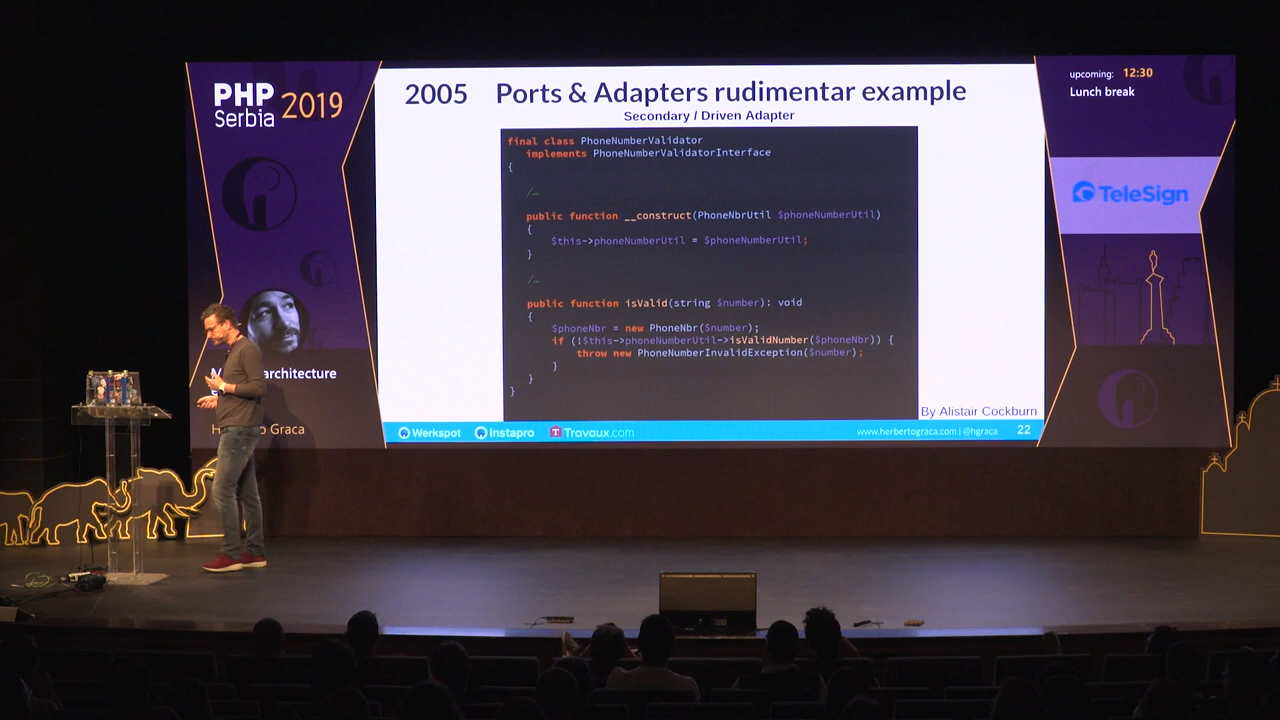 PHP
Serbia 2019
architecture
Graca
2005 Ports & Adapters rudimentar example
Secondary / Driven Adapter
final class PhoneNumberValidator
implements PhoneNumberValidatorInterface
{
/…
public function __construct(PhoneNbrUtil $phoneNumberUtil)
{
$this->phoneNumberUtil = $phoneNumberUtil;
}
/…
public function isValid(string $number): void
{
$phoneNbr = new PhoneNbr($number);
if (!$this->phoneNumberUtil->isValidNumber($phoneNbr)) {
throw new PhoneNumberInvalidException($number);
}
}
}
By Alistair Cockburn
Werkspot Instapro Travaux.com www.herbertograca.com | @hgraca 22
upcoming: 12:30
Lunch break
TeleSign